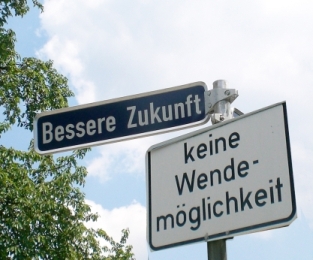 Bessere Zukunft
keine
Wende-
möglichkeit